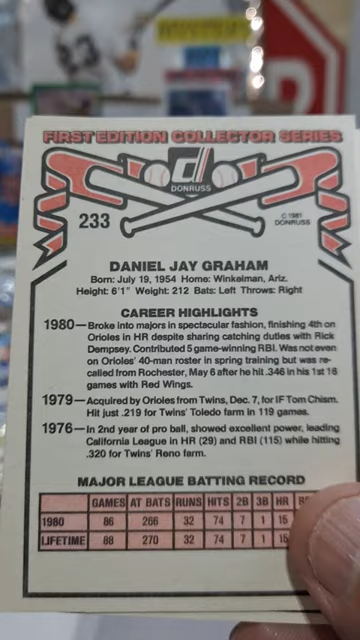 FIRST EDITION COLLECTOR SERIES
DONRUSS
233
© 1981
DONRUSS
DANIEL JAY GRAHAM
Born: July 19, 1954 Home: Winkelman, Ariz.
Height: 6'1" Weight: 212 Bats: Left Throws: Right
CAREER HIGHLIGHTS
1980—Broke into majors in spectacular fashion, finishing 4th on
Orioles in HR despite sharing catching duties with Rick
Dempsey. Contributed 5 game-winning RBI. Was not even
on Orioles' 40-man roster in spring training but was re-
called from Rochester, May 6 after he hit .346 in his 1st 16
games with Red Wings.
1979—Acquired by Orioles from Twins, Dec. 7, for IF Tom Chism.
Hit just .219 for Twins' Toledo farm in 119 games.
1976—In 2nd year of pro ball, showed excellent power, leading
California League in HR (29) and RBI (115) while hitting
.320 for Twins' Reno farm.
MAJOR LEAGUE BATTING RECORD
GAMES AT BATS RUNS HITS 2B 3B HR
1980 86 266 32 74 7 1 15
LIFETIME 88 270 32 74 7 1 15